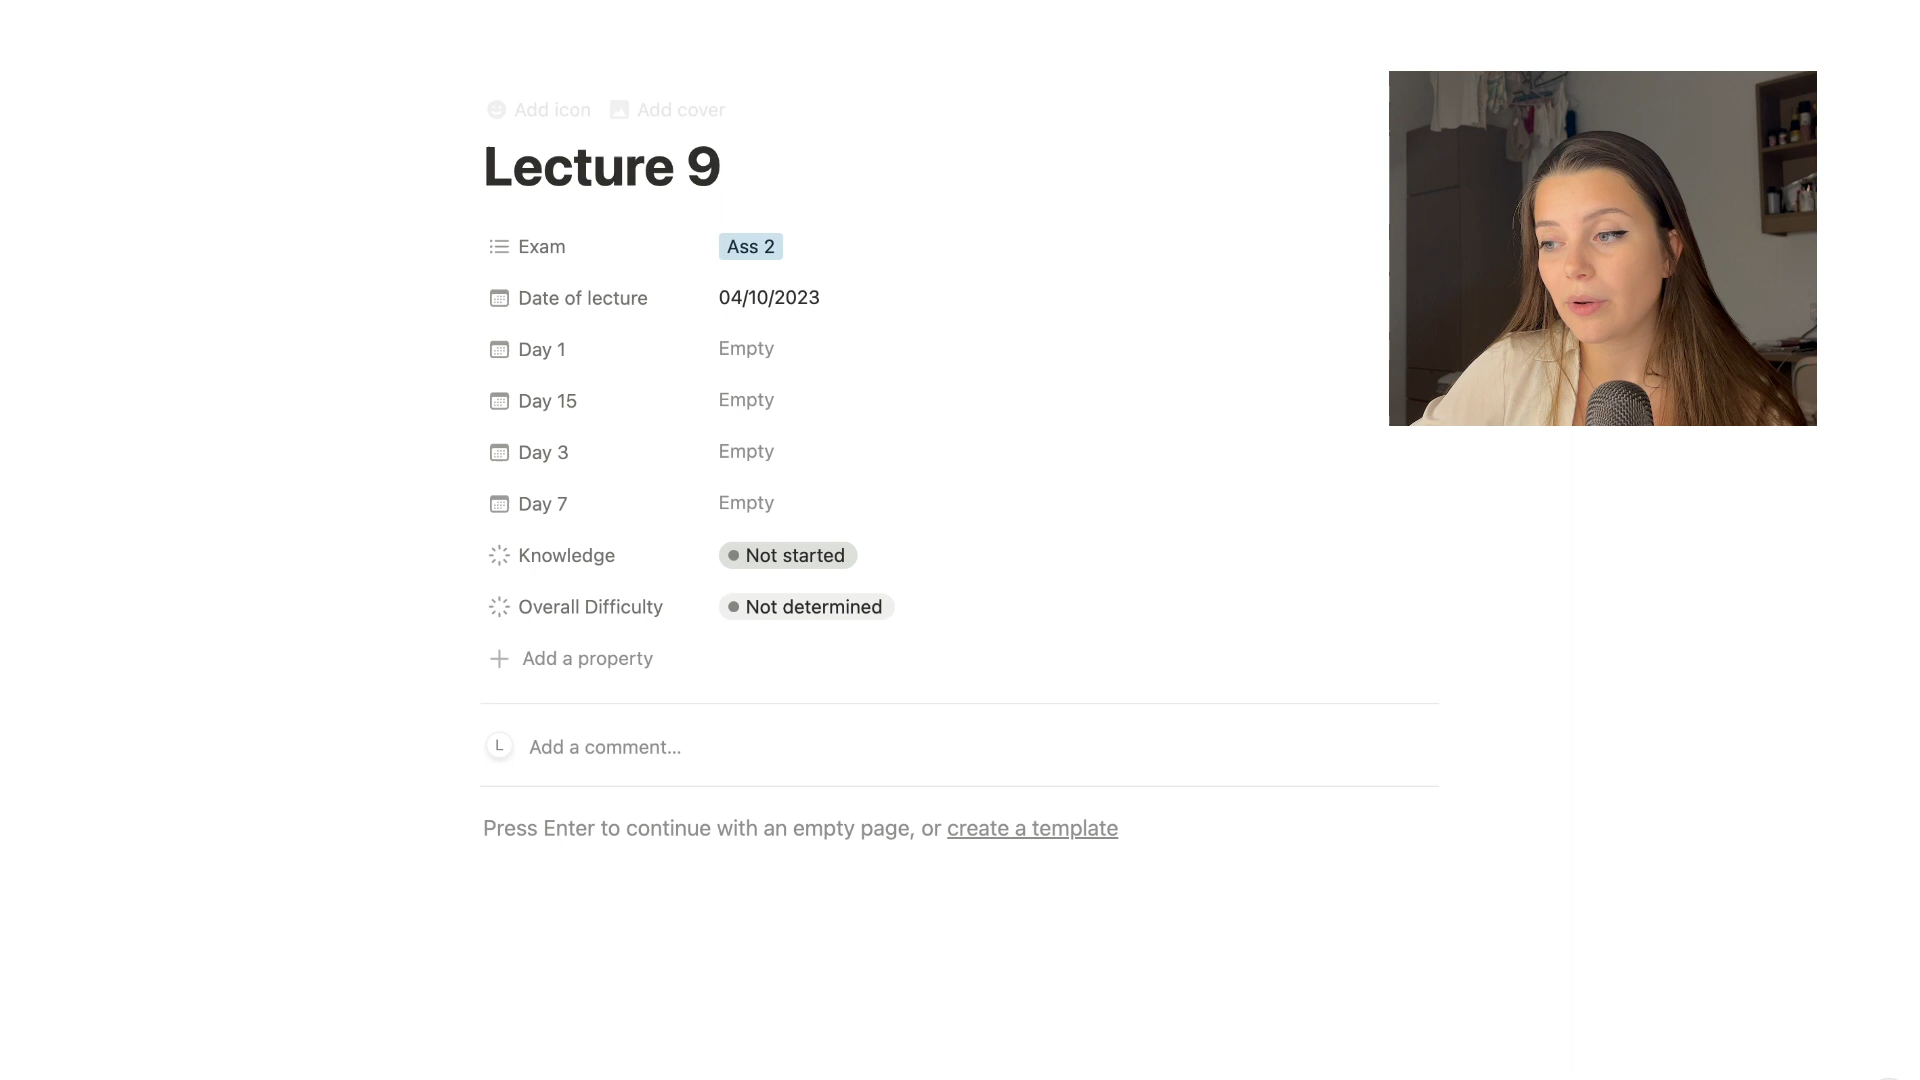 Add icon Add cover
Lecture 9
Exam Ass 2
Date of lecture 04/10/2023
Day 1 Empty
Day 15 Empty
Day 3 Empty
Day 7 Empty
Knowledge Not started
Overall Difficulty Not determined
Add a property
L Add a comment...
Press Enter to continue with an empty page, or create a template